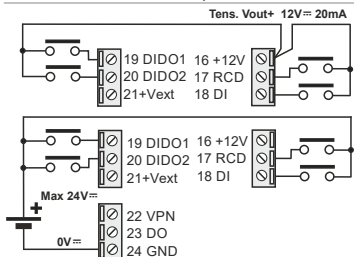 Tens. Vout+ 12V⎓ 20mA
19 DIDO1 16 +12V
20 DIDO2 17 RCD
21+Vext 18 DI
19 DIDO1 16 +12V
20 DIDO2 17 RCD
21+Vext 18 DI
Max 24V⎓
+
22 VPN
23 DO
0V⎓
24 GND